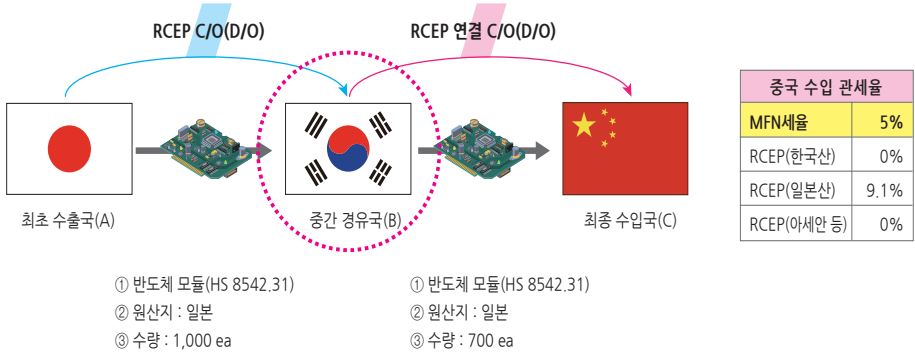 RCEP C/O(D/O)
RCEP 연결 C/O(D/O)
최초 수출국(A)
중간 경유국(B)
최종 수입국(C)
중국 수입 관세율
MFN세율 5%
RCEP(한국산) 0%
RCEP(일본산) 9.1%
RCEP(아세안 등) 0%
① 반도체 모듈(HS 8542.31)
② 원산지 : 일본
③ 수량 : 1,000 ea
① 반도체 모듈(HS 8542.31)
② 원산지 : 일본
③ 수량 : 700 ea